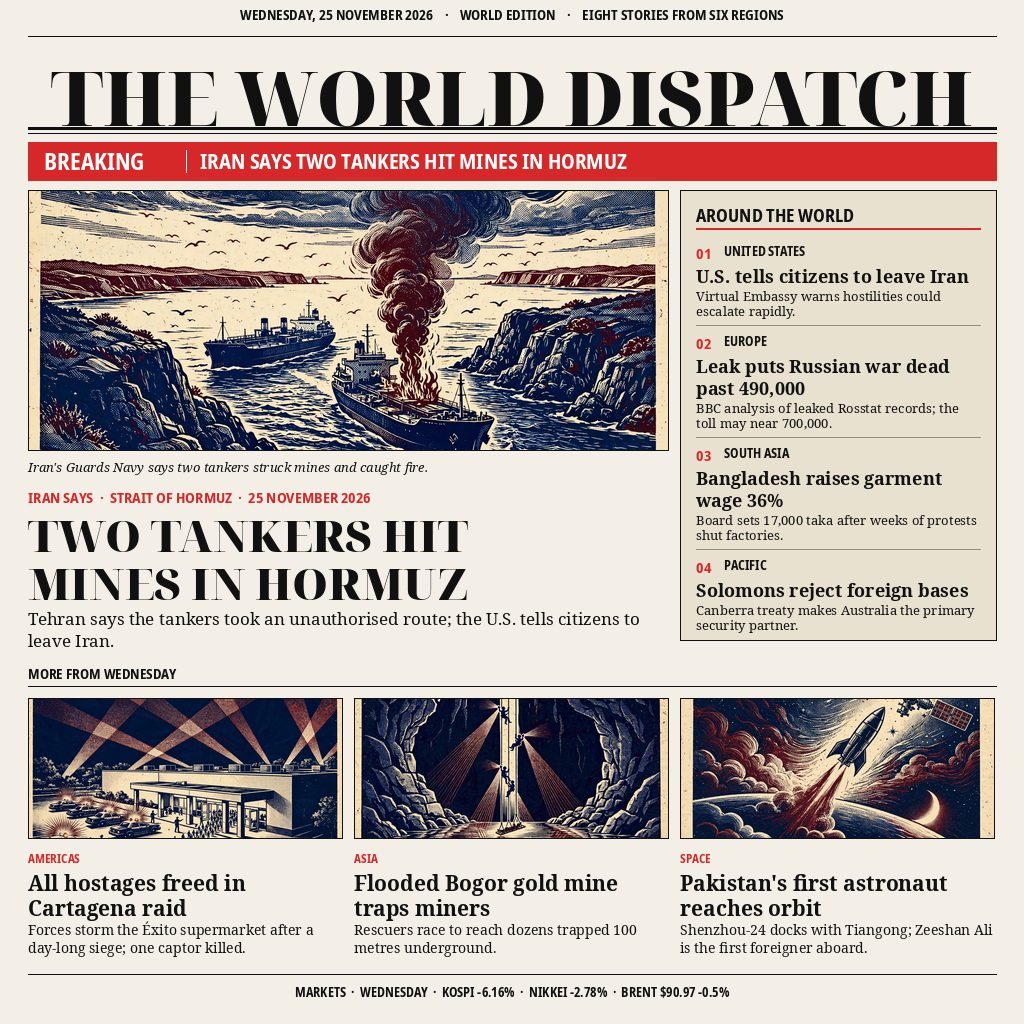 WEDNESDAY, 25 NOVEMBER 2026 · WORLD EDITION · EIGHT STORIES FROM SIX REGIONS
THE WORLD DISPATCH
BREAKING
IRAN SAYS TWO TANKERS HIT MINES IN HORMUZ
Iran's Guards Navy says two tankers struck mines and caught fire.
IRAN SAYS · STRAIT OF HORMUZ · 25 NOVEMBER 2026
TWO TANKERS HIT
MINES IN HORMUZ
Tehran says the tankers took an unauthorised route; the U.S. tells citizens to
leave Iran.
AROUND THE WORLD
01 UNITED STATES
U.S. tells citizens to leave Iran
Virtual Embassy warns hostilities could
escalate rapidly.
02 EUROPE
Leak puts Russian war dead
past 490,000
BBC analysis of leaked Rosstat records; the
toll may near 700,000.
03 SOUTH ASIA
Bangladesh raises garment
wage 36%
Board sets 17,000 taka after weeks of protests
shut factories.
04 PACIFIC
Solomons reject foreign bases
Canberra treaty makes Australia the primary
security partner.
MORE FROM WEDNESDAY
AMERICAS
All hostages freed in
Cartagena raid
Forces storm the Éxito supermarket after a
day-long siege; one captor killed.
ASIA
Flooded Bogor gold mine
traps miners
Rescuers race to reach dozens trapped 100
metres underground.
SPACE
Pakistan's first astronaut
reaches orbit
Shenzhou-24 docks with Tiangong; Zeeshan Ali
is the first foreigner aboard.
MARKETS · WEDNESDAY · KOSPI -6.16% · NIKKEI -2.78% · BRENT $90.97 -0.5%